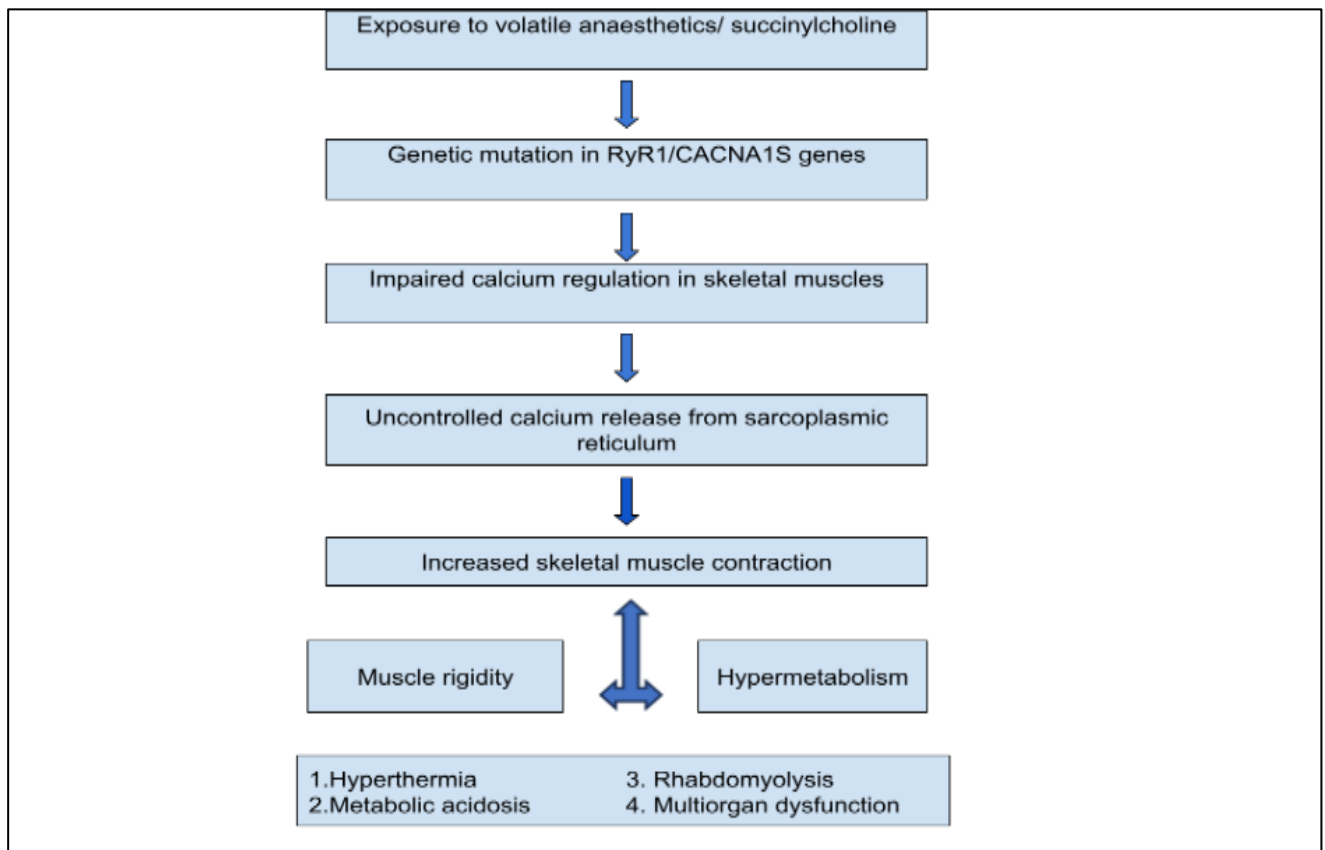 Exposure to volatile anaesthetics/ succinylcholine
Genetic mutation in RyR1/CACNA1S genes
Impaired calcium regulation in skeletal muscles
Uncontrolled calcium release from sarcoplasmic
reticulum
Increased skeletal muscle contraction
Muscle rigidity
Hypermetabolism
1.Hyperthermia 3. Rhabdomyolysis
2.Metabolic acidosis 4. Multiorgan dysfunction